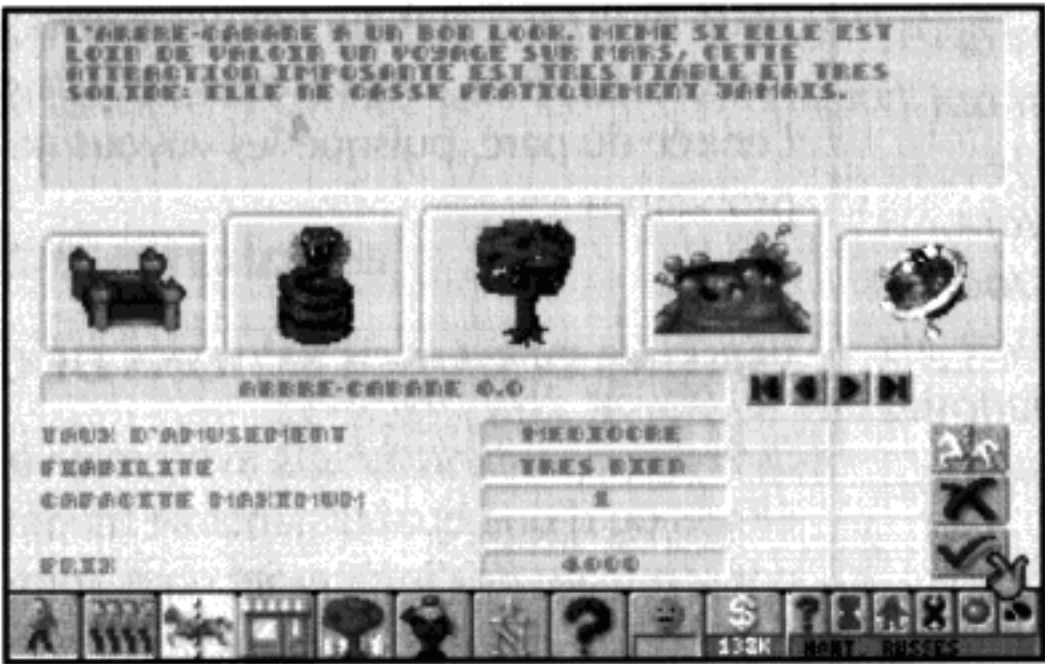 L'ARBRE-CABANE A UN BON LOOK. MEME SI ELLE EST
LOIN DE VALOIR UN VOYAGE SUR MARS, CETTE
ATTRACTION IMPOSANTE EST TRES FIABLE ET TRES
SOLIDE: ELLE NE CASSE PRATIQUEMENT JAMAIS.
ARBRE-CABANE 0.0
TAUX D'AMUSEMENT MEDIOCRE
FIABILITE TRES BIEN
CAPACITE MAXIMUM 1
PRIX 4000
$
133K
MONT. RUSSES